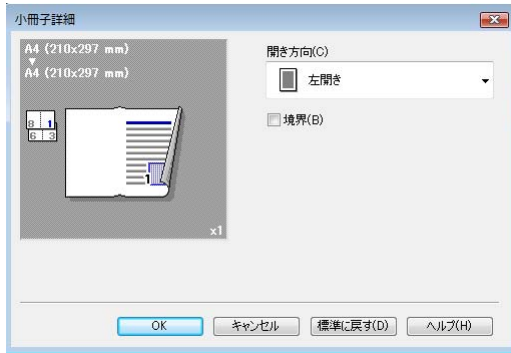 小冊子詳細
A4 (210x297 mm)
A4 (210x297 mm)
8 1
6 3
1
x1
開き方向(C)
左開き
境界(B)
OK
キャンセル
標準に戻す(D)
ヘルプ(H)